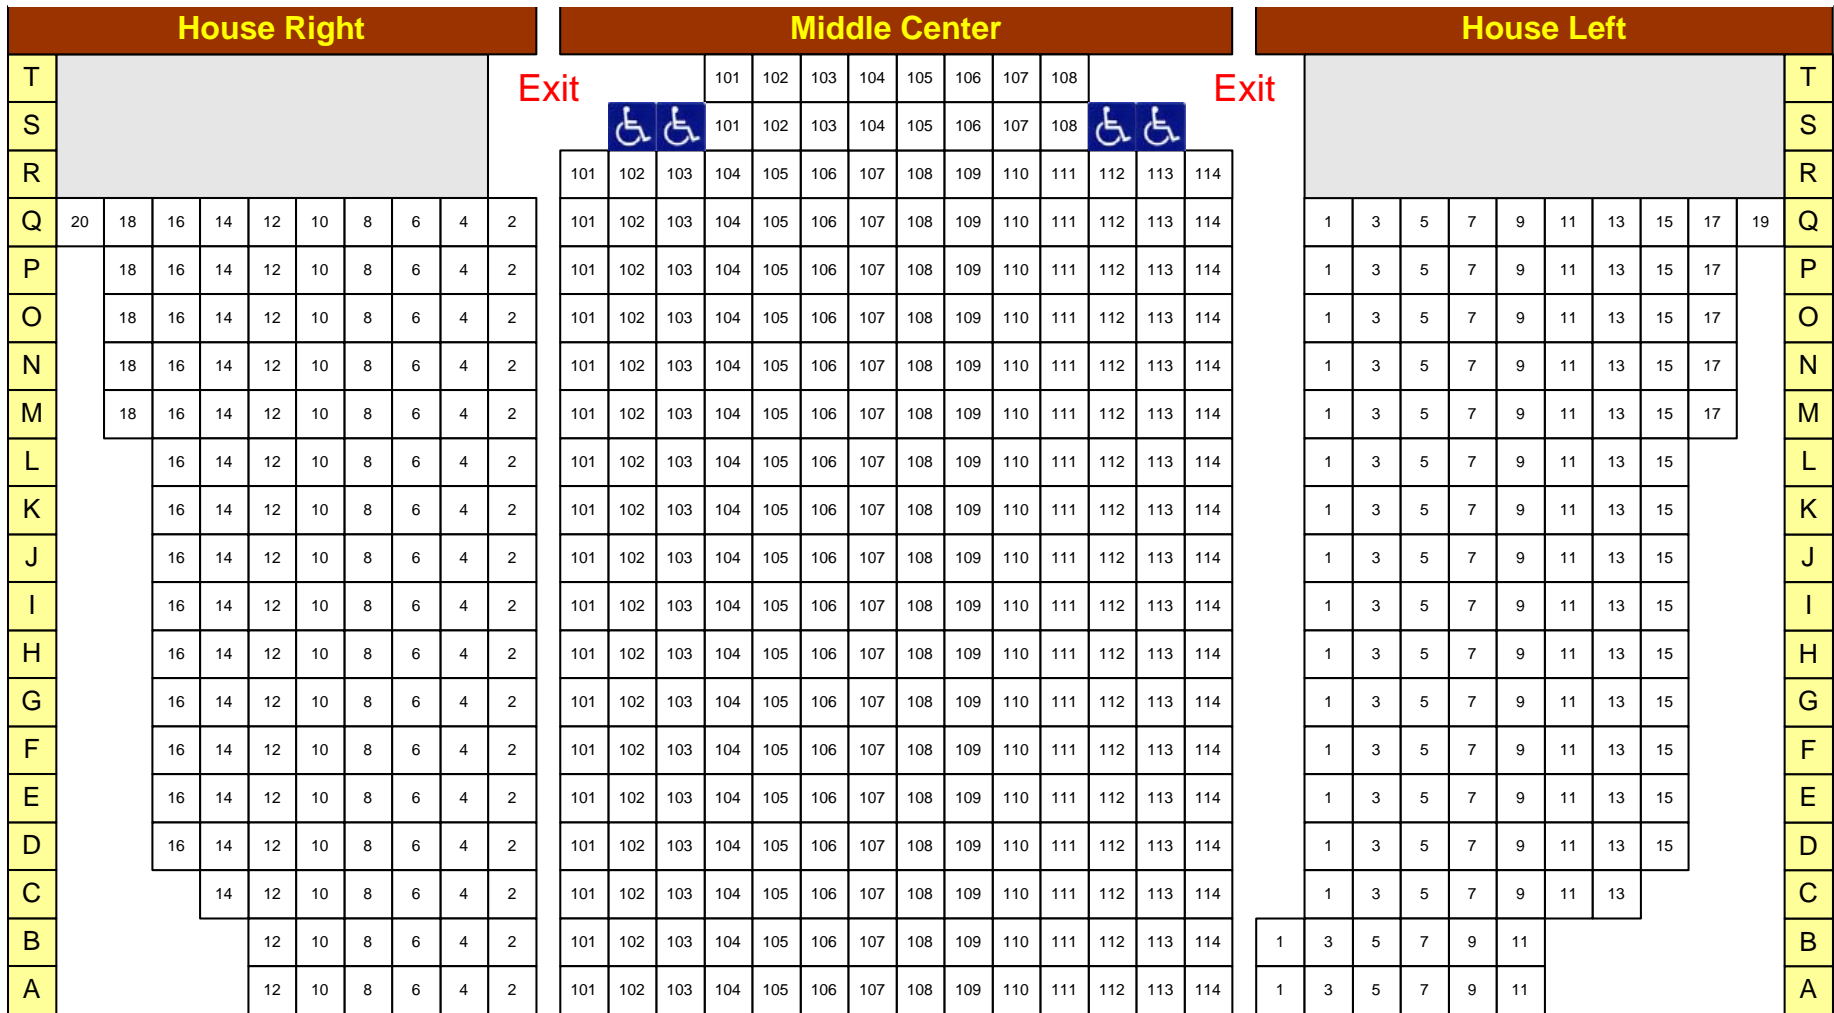 House Right Middle Center House Left
T Exit 101 102 103 104 105 106 107 108 Exit T
S 101 102 103 104 105 106 107 108 S
R 101 102 103 104 105 106 107 108 109 110 111 112 113 114 R
Q 20 18 16 14 12 10 8 6 4 2 101 102 103 104 105 106 107 108 109 110 111 112 113 114 1 3 5 7 9 11 13 15 17 19 Q
P 18 16 14 12 10 8 6 4 2 101 102 103 104 105 106 107 108 109 110 111 112 113 114 1 3 5 7 9 11 13 15 17 P
O 18 16 14 12 10 8 6 4 2 101 102 103 104 105 106 107 108 109 110 111 112 113 114 1 3 5 7 9 11 13 15 17 O
N 18 16 14 12 10 8 6 4 2 101 102 103 104 105 106 107 108 109 110 111 112 113 114 1 3 5 7 9 11 13 15 17 N
M 18 16 14 12 10 8 6 4 2 101 102 103 104 105 106 107 108 109 110 111 112 113 114 1 3 5 7 9 11 13 15 17 M
L 16 14 12 10 8 6 4 2 101 102 103 104 105 106 107 108 109 110 111 112 113 114 1 3 5 7 9 11 13 15 L
K 16 14 12 10 8 6 4 2 101 102 103 104 105 106 107 108 109 110 111 112 113 114 1 3 5 7 9 11 13 15 K
J 16 14 12 10 8 6 4 2 101 102 103 104 105 106 107 108 109 110 111 112 113 114 1 3 5 7 9 11 13 15 J
I 16 14 12 10 8 6 4 2 101 102 103 104 105 106 107 108 109 110 111 112 113 114 1 3 5 7 9 11 13 15 I
H 16 14 12 10 8 6 4 2 101 102 103 104 105 106 107 108 109 110 111 112 113 114 1 3 5 7 9 11 13 15 H
G 16 14 12 10 8 6 4 2 101 102 103 104 105 106 107 108 109 110 111 112 113 114 1 3 5 7 9 11 13 15 G
F 16 14 12 10 8 6 4 2 101 102 103 104 105 106 107 108 109 110 111 112 113 114 1 3 5 7 9 11 13 15 F
E 16 14 12 10 8 6 4 2 101 102 103 104 105 106 107 108 109 110 111 112 113 114 1 3 5 7 9 11 13 15 E
D 16 14 12 10 8 6 4 2 101 102 103 104 105 106 107 108 109 110 111 112 113 114 1 3 5 7 9 11 13 15 D
C 14 12 10 8 6 4 2 101 102 103 104 105 106 107 108 109 110 111 112 113 114 1 3 5 7 9 11 13 C
B 12 10 8 6 4 2 101 102 103 104 105 106 107 108 109 110 111 112 113 114 1 3 5 7 9 11 B
A 12 10 8 6 4 2 101 102 103 104 105 106 107 108 109 110 111 112 113 114 1 3 5 7 9 11 A